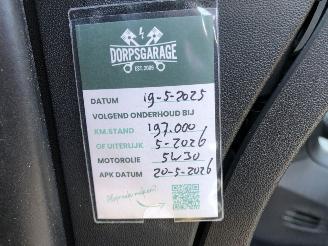 DORPSGARAGE
EST. 2005
DATUM 19-5-2025
VOLGEND ONDERHOUD BIJ
KM.STAND 197.000/
OF UITERLIJK 5-2026
MOTOROLIE 5W30
APK DATUM 20-5-2026